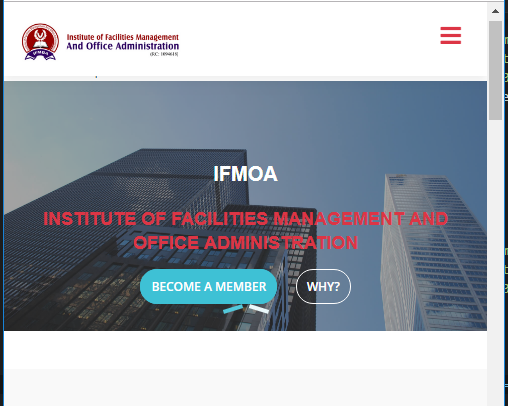 Institute of Facilities Management
And Office Administration
(RC: 1694618)
IFMOA
IFMOA
INSTITUTE OF FACILITIES MANAGEMENT AND
OFFICE ADMINISTRATION
BECOME A MEMBER
WHY?